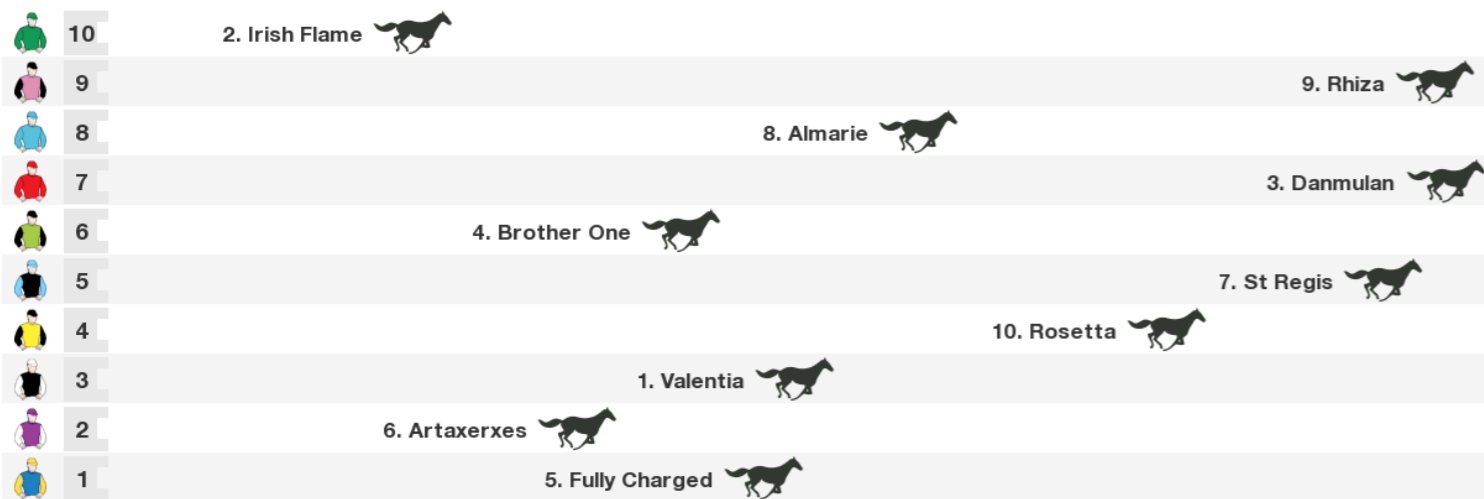 10 2. Irish Flame
9 9. Rhiza
8 8. Almarie
7 3. Danmulan
6 4. Brother One
5 7. St Regis
4 10. Rosetta
3 1. Valentia
2 6. Artaxerxes
1 5. Fully Charged